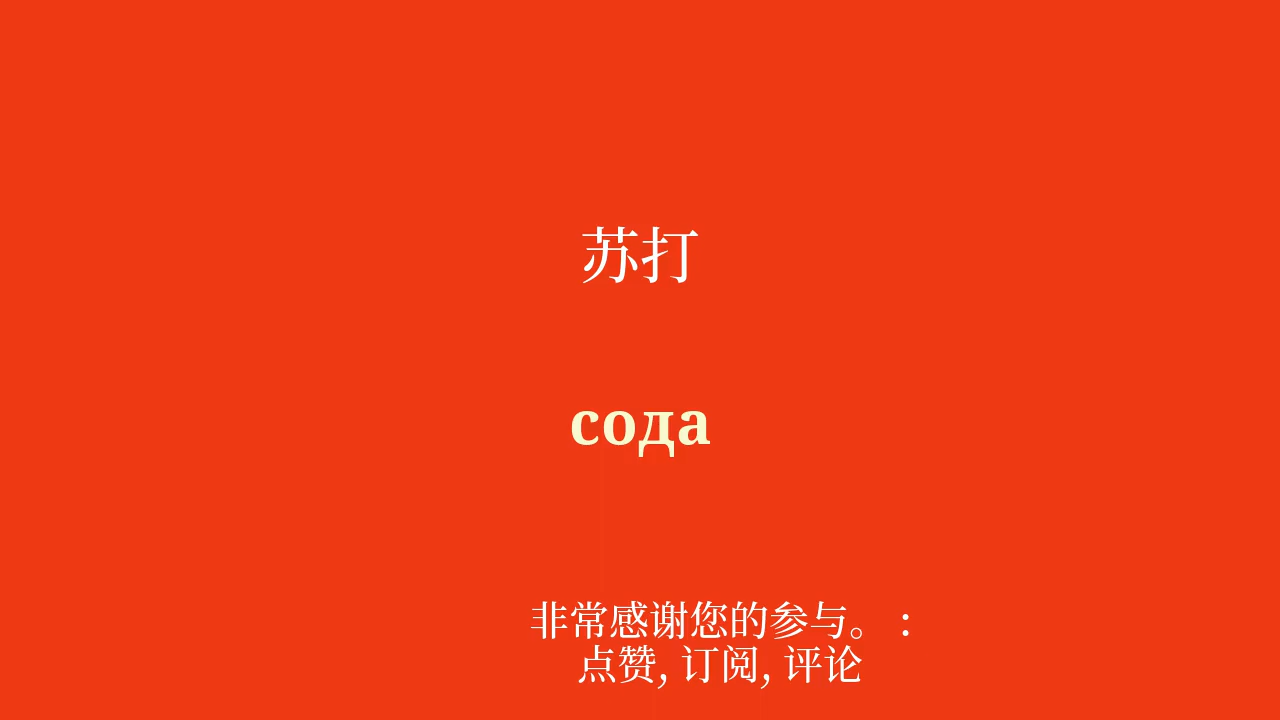 苏打
сода
非常感谢您的参与。 :
点赞, 订阅, 评论